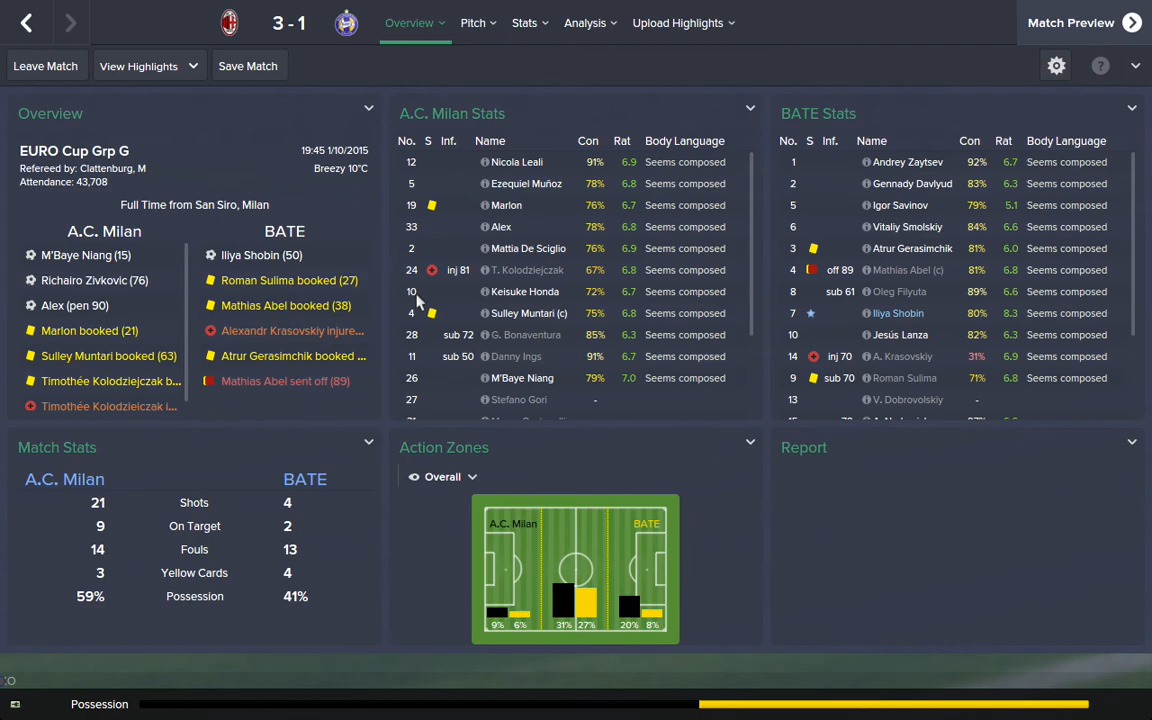 3 - 1
Overview
Pitch
Stats
Analysis
Upload Highlights
Match Preview
Leave Match
View Highlights
Save Match
?
Overview
EURO Cup Grp G
19:45 1/10/2015
Refereed by: Clattenburg, M
Breezy 10°C
Attendance: 43,708
Full Time from San Siro, Milan
A.C. Milan
BATE
M'Baye Niang (15)
Richairo Zivkovic (76)
Alex (pen 90)
Marlon booked (21)
Sulley Muntari booked (63)
Timothée Kolodziejczak b...
Timothée Kolodziejczak i...
Iliya Shobin (50)
Roman Sulima booked (27)
Mathias Abel booked (38)
Alexandr Krasovskiy injure...
Atrur Gerasimchik booked ...
Mathias Abel sent off (89)
A.C. Milan Stats
No. S Inf. Name Con Rat Body Language
12 Nicola Leali 91% 6.9 Seems composed
5 Ezequiel Muñoz 78% 6.8 Seems composed
19 Marlon 76% 6.7 Seems composed
33 Alex 78% 6.8 Seems composed
2 Mattia De Sciglio 76% 6.9 Seems composed
24 inj 81 T. Kolodziejczak 67% 6.8 Seems composed
10 Keisuke Honda 72% 6.7 Seems composed
4 Sulley Muntari (c) 75% 6.8 Seems composed
28 sub 72 G. Bonaventura 85% 6.3 Seems composed
11 sub 50 Danny Ings 91% 6.7 Seems composed
26 M'Baye Niang 79% 7.0 Seems composed
27 Stefano Gori -
BATE Stats
No. S Inf. Name Con Rat Body Language
1 Andrey Zaytsev 92% 6.7 Seems composed
2 Gennady Davlyud 83% 6.3 Seems composed
5 Igor Savinov 79% 5.1 Seems composed
6 Vitaliy Smolskiy 84% 6.6 Seems composed
3 Atrur Gerasimchik 81% 6.0 Seems composed
4 off 89 Mathias Abel (c) 81% 6.8 Seems composed
8 sub 61 Oleg Filyuta 89% 6.6 Seems composed
7 Iliya Shobin 80% 8.3 Seems composed
10 Jesús Lanza 82% 6.3 Seems composed
14 inj 70 A. Krasovskiy 31% 6.9 Seems composed
9 sub 70 Roman Sulima 71% 6.8 Seems composed
13 V. Dobrovolskiy -
Match Stats
A.C. Milan
BATE
21 Shots 4
9 On Target 2
14 Fouls 13
3 Yellow Cards 4
59% Possession 41%
Action Zones
Overall
A.C. Milan
BATE
9% 6% 31% 27% 20% 8%
Report
:O
Possession